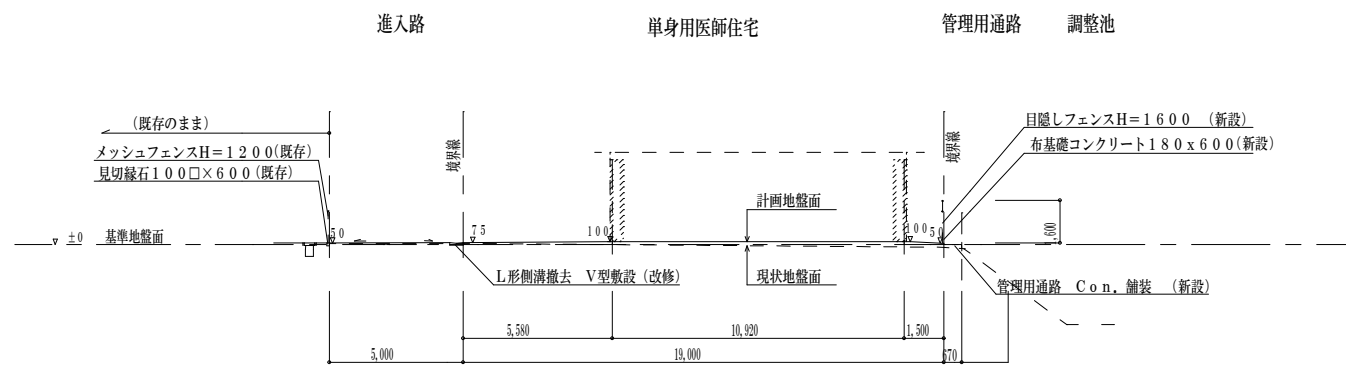 進入路　単身用医師住宅　管理用通路　調整池
(既存のまま)
メッシュフェンスH=1200(既存)
見切縁石100□×600(既存)
境界線
境界線
目隠しフェンスH=1600 (新設)
布基礎コンクリート180x600(新設)
計画地盤面
±0 基準地盤面
50
75
100
100
50
1,600
L形側溝撤去 V型敷設(改修)
現状地盤面
管理用通路 Con.舗装 (新設)
5,580
10,920
1,500
5,000
19,000
670